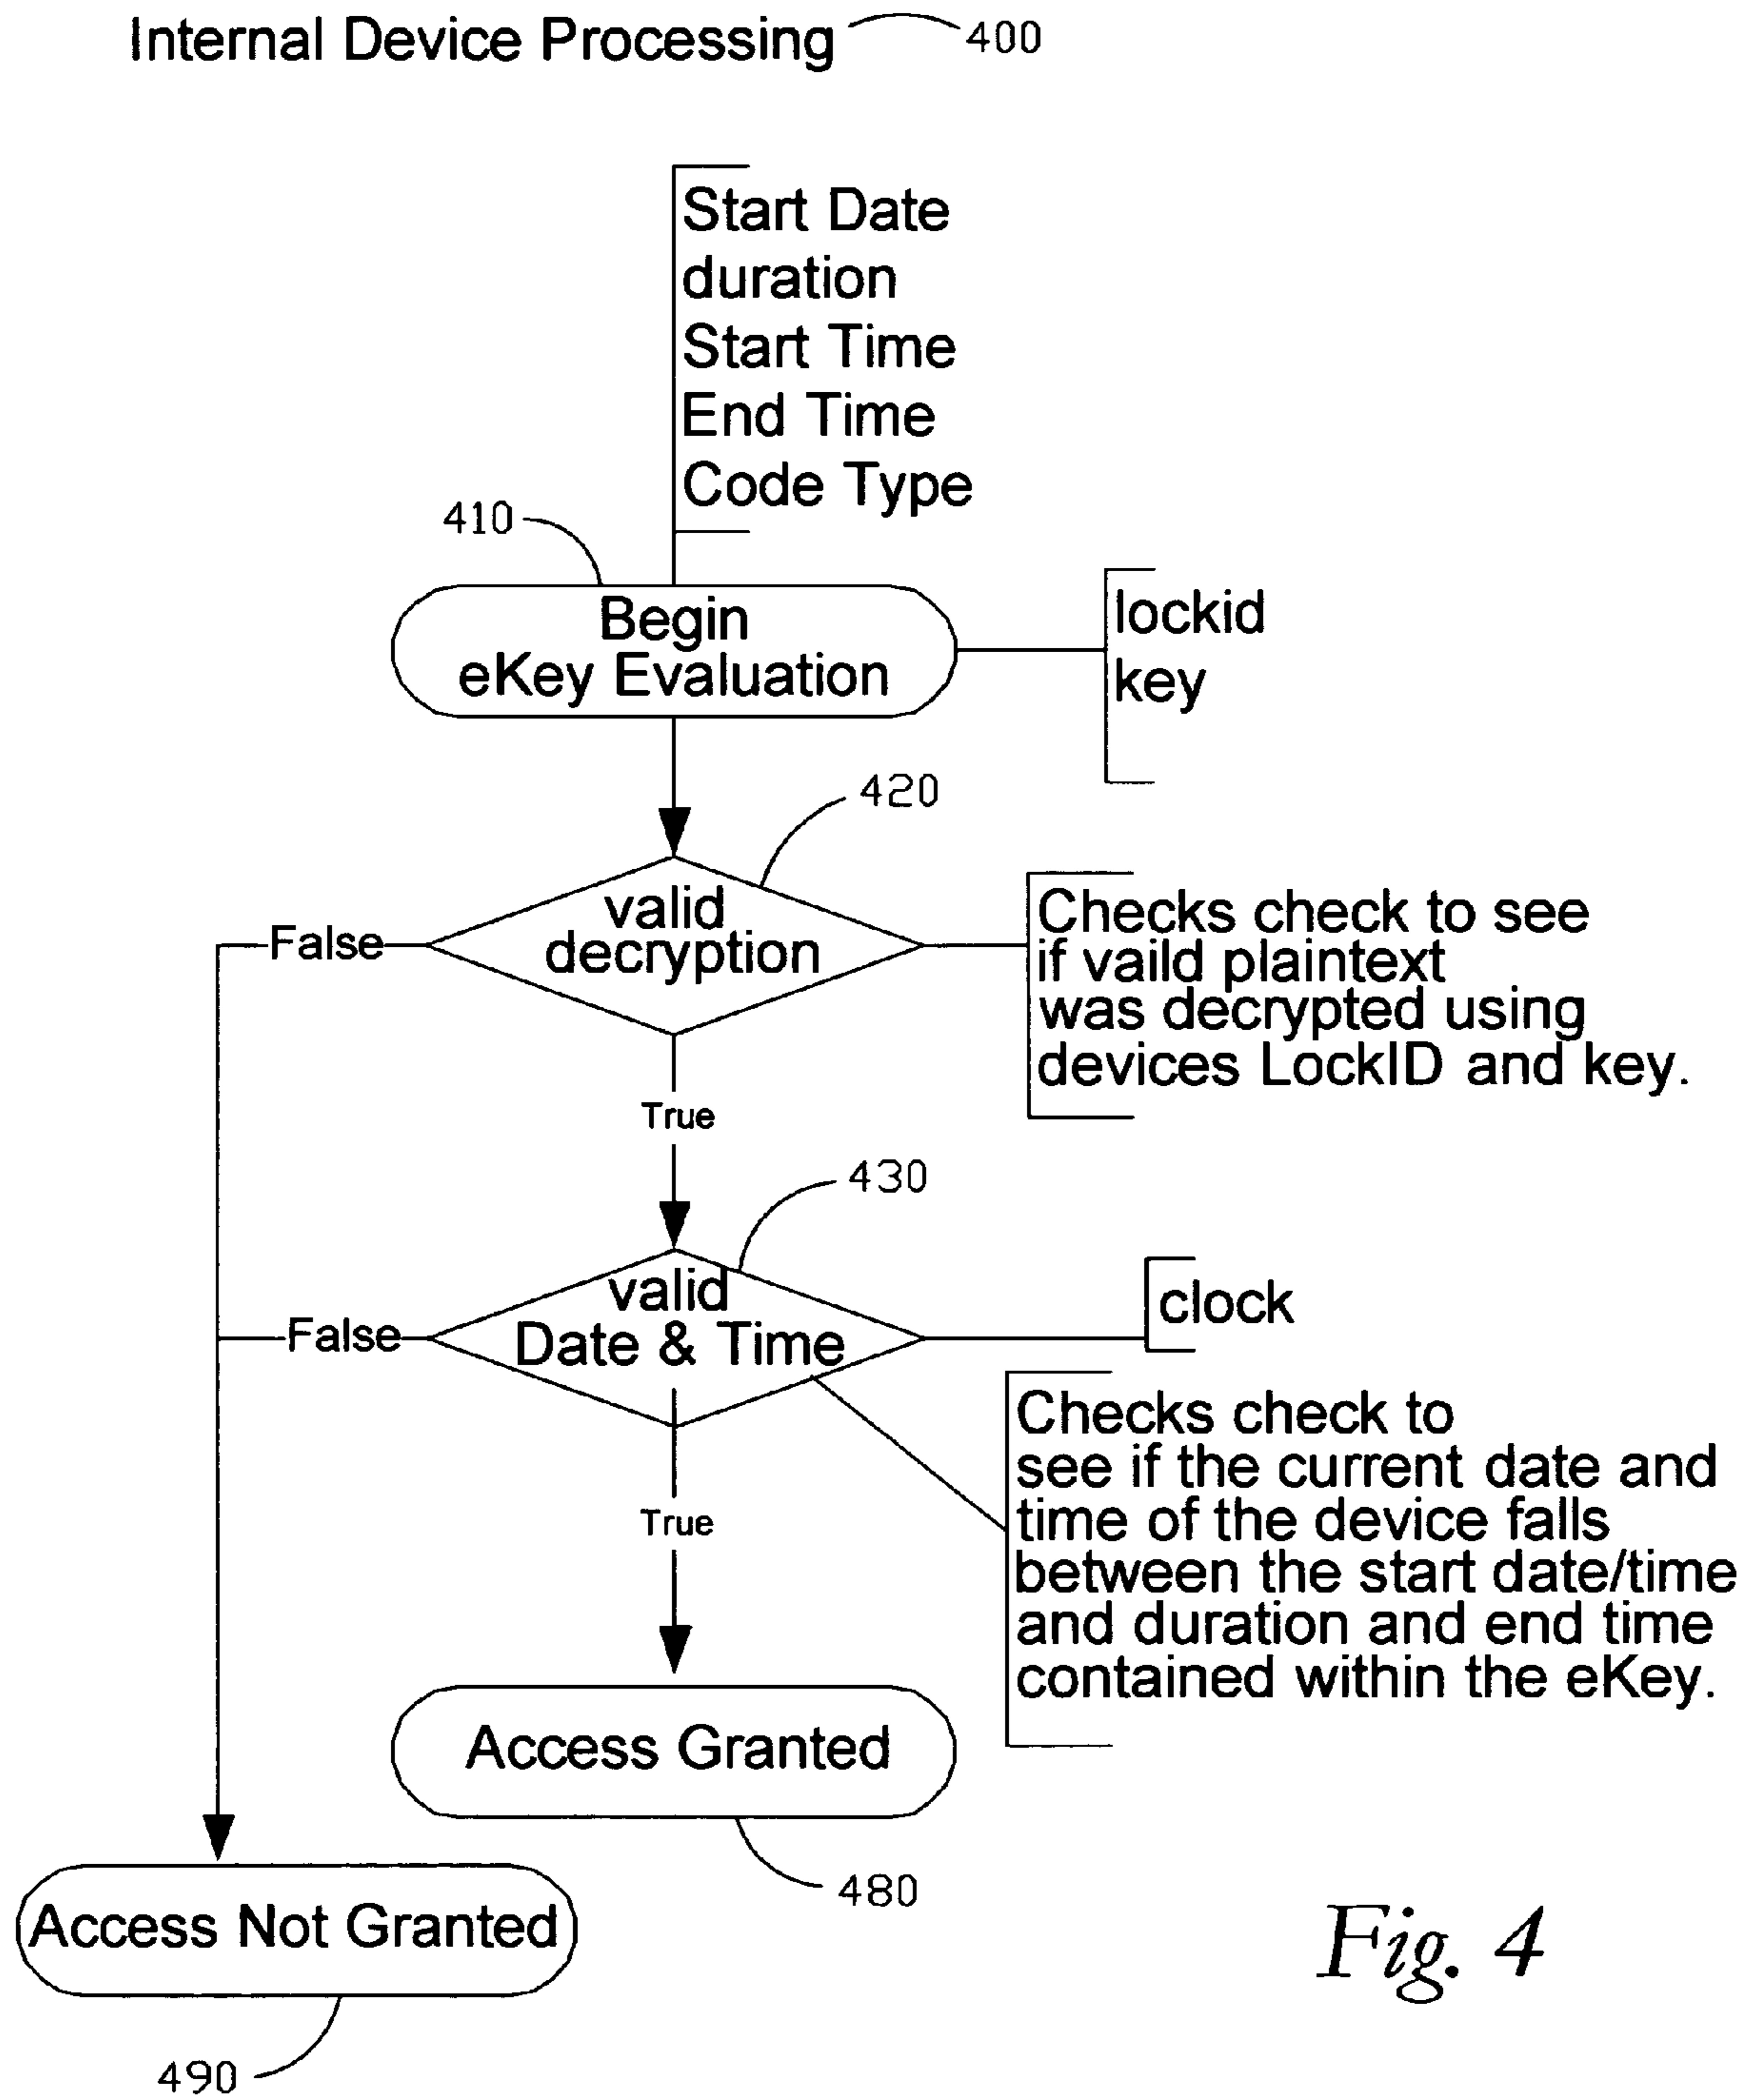 Internal Device Processing 400
Start Date
duration
Start Time
End Time
Code Type
410
Begin
eKey Evaluation
lockid
key
420
valid
decryption
False
Checks check to see
if vaild plaintext
was decrypted using
devices LockID and key.
True
430
valid
Date & Time
False
clock
Checks check to
see if the current date and
time of the device falls
between the start date/time
and duration and end time
contained within the eKey.
True
Access Granted
480
Access Not Granted
490
Fig. 4